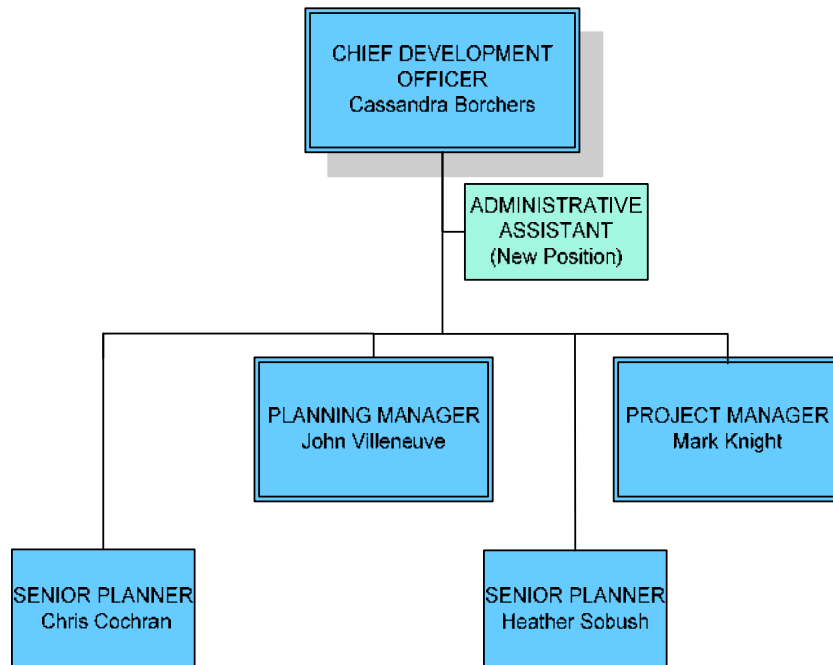 CHIEF DEVELOPMENT
OFFICER
Cassandra Borchers
ADMINISTRATIVE
ASSISTANT
(New Position)
PLANNING MANAGER
John Villeneuve
PROJECT MANAGER
Mark Knight
SENIOR PLANNER
Chris Cochran
SENIOR PLANNER
Heather Sobush